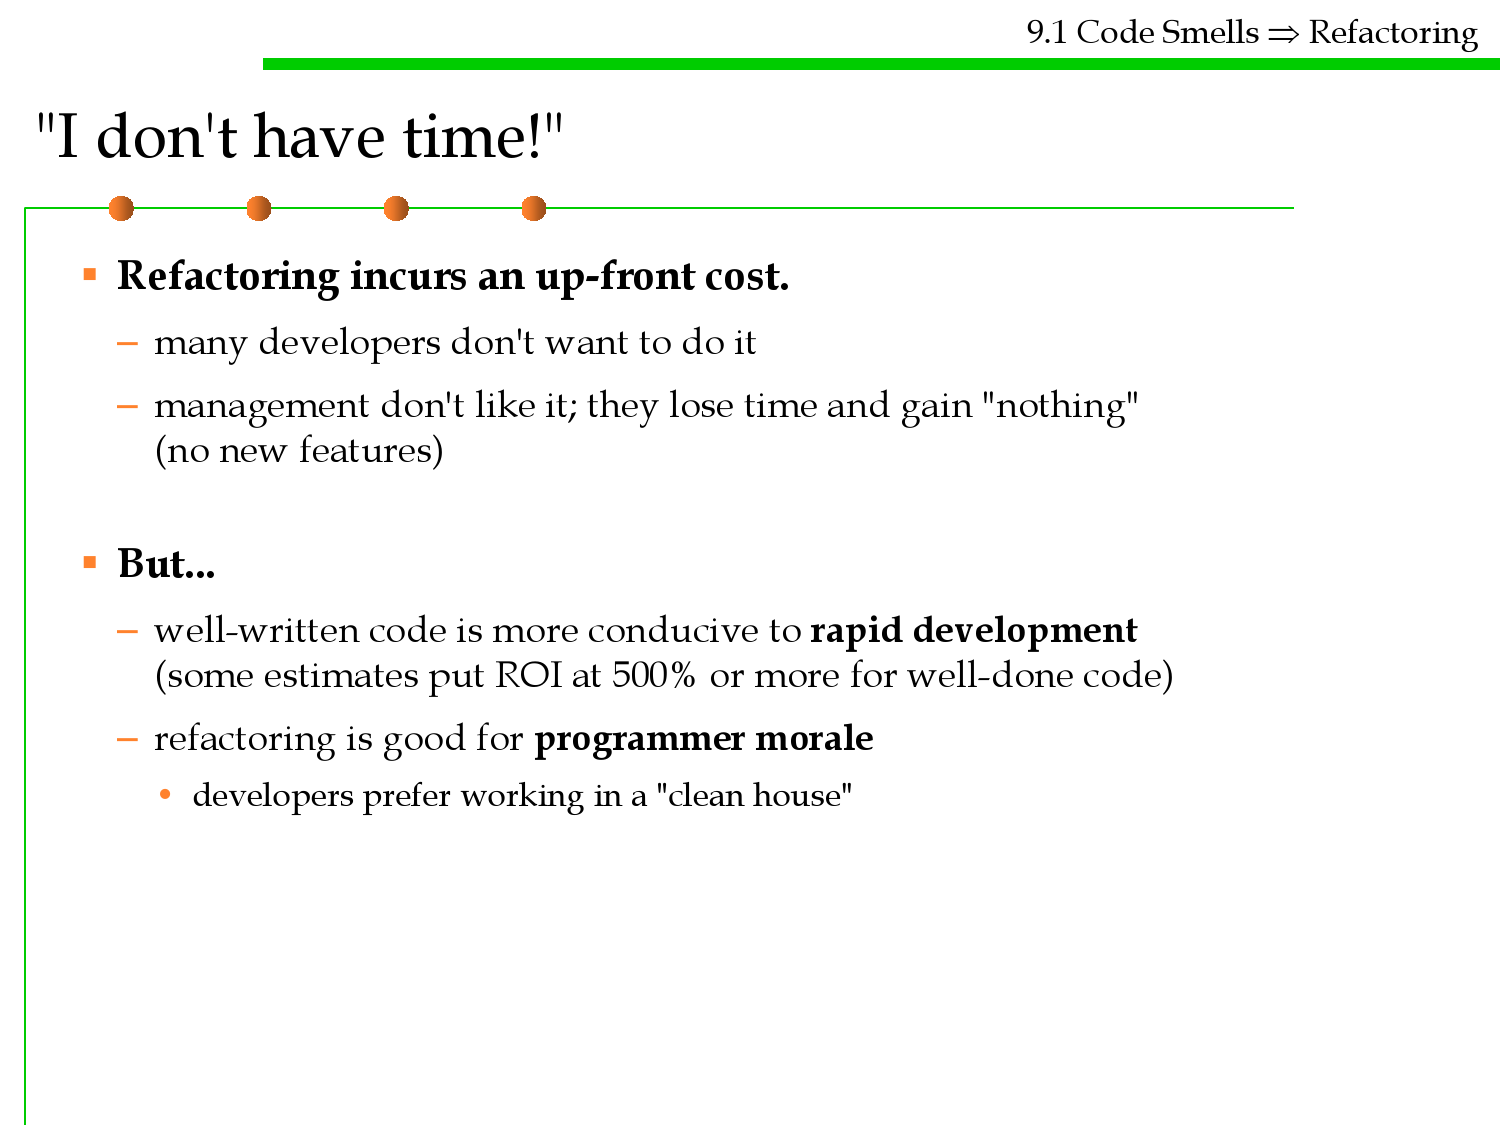 9.1 Code Smells ⇒ Refactoring
"I don't have time!"
▪ Refactoring incurs an up-front cost.
– many developers don't want to do it
– management don't like it; they lose time and gain "nothing"
(no new features)
▪ But...
– well-written code is more conducive to rapid development
(some estimates put ROI at 500% or more for well-done code)
– refactoring is good for programmer morale
• developers prefer working in a "clean house"